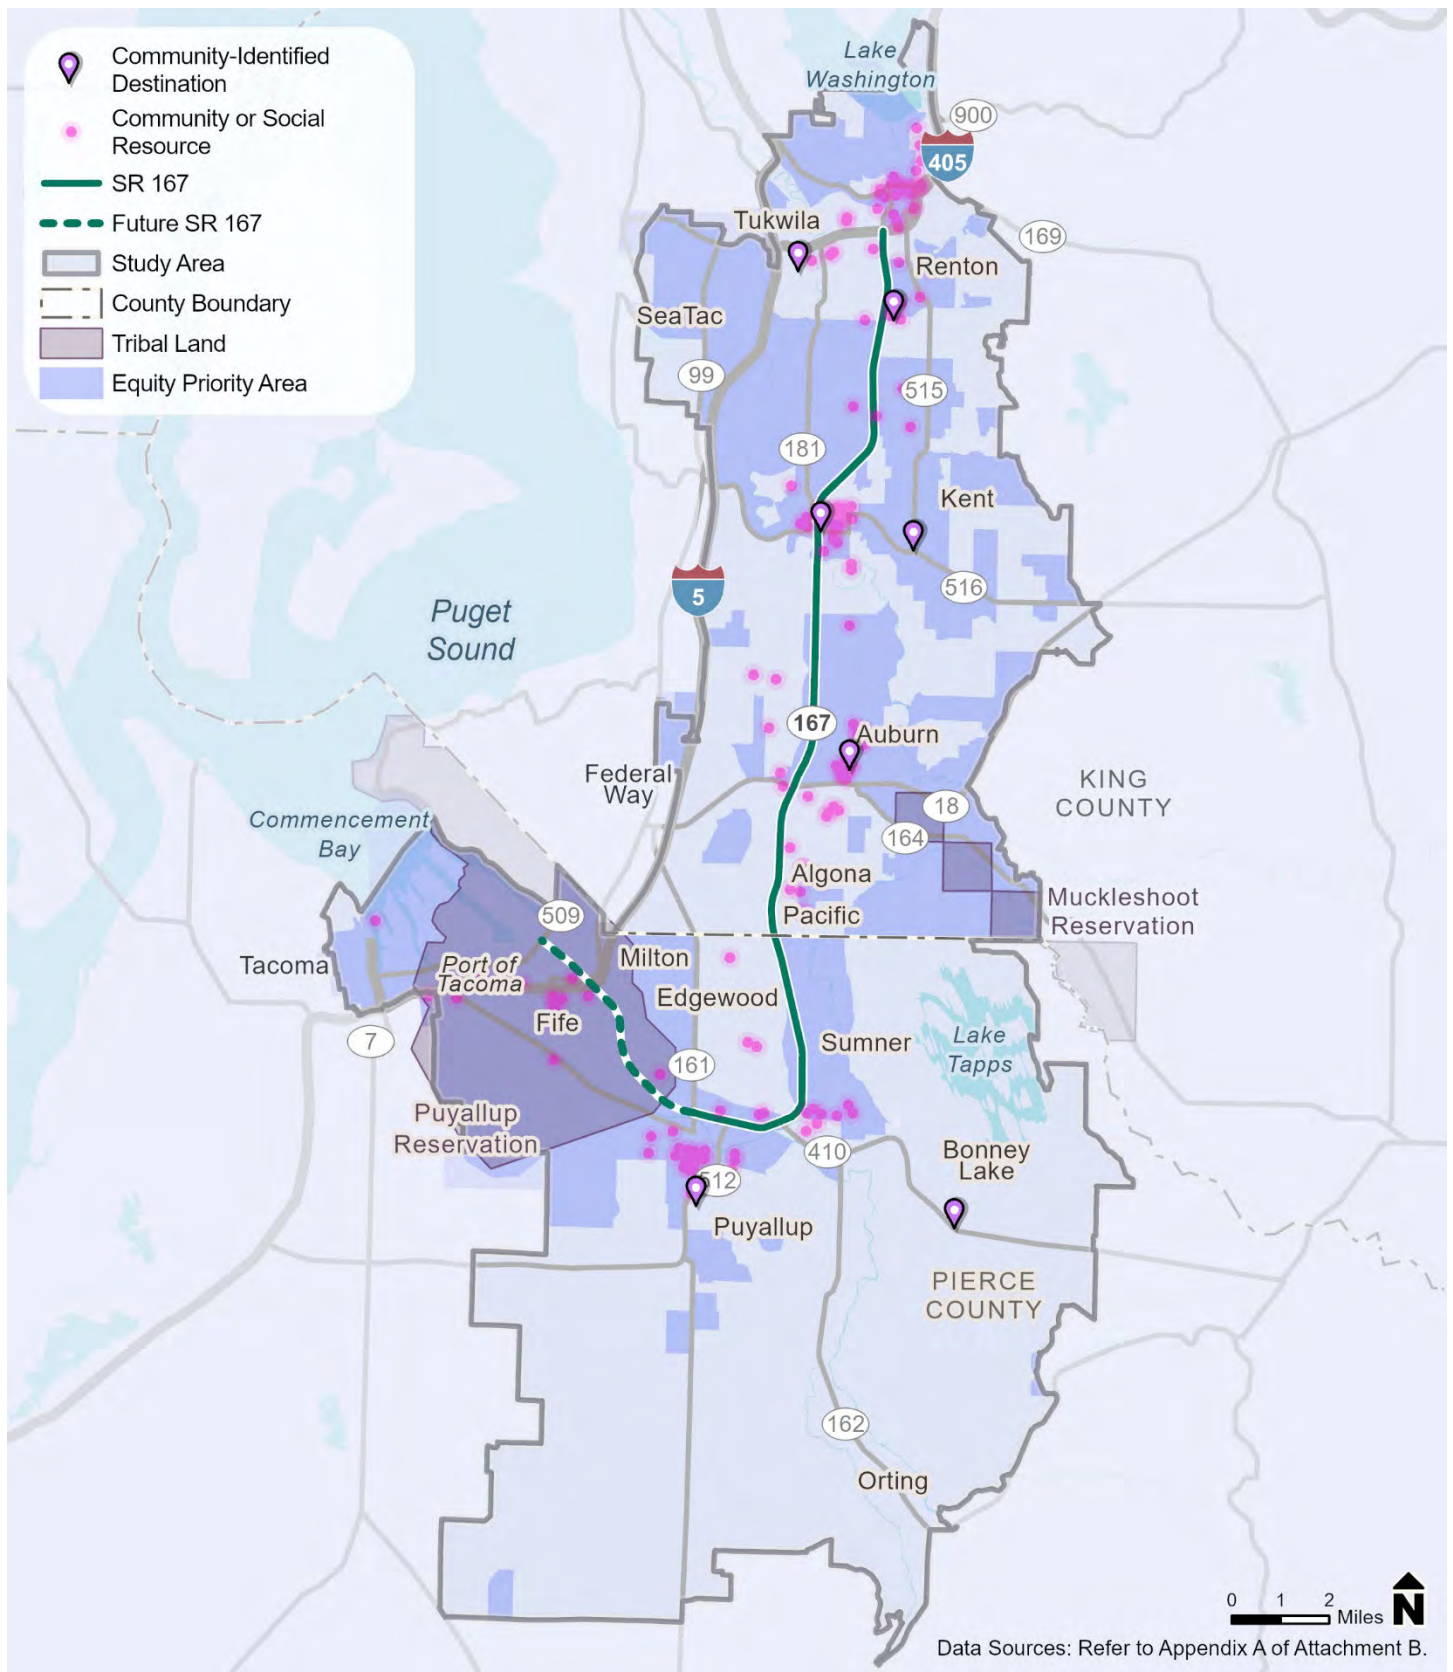 Community-Identified
Destination
Community or Social
Resource
SR 167
Future SR 167
Study Area
County Boundary
Tribal Land
Equity Priority Area
Lake
Washington
900
405
Tukwila
169
Renton
SeaTac
99
515
181
Kent
516
5
Puget
Sound
167
Auburn
Federal
Way
KING
COUNTY
18
164
Commencement
Bay
Algona
Pacific
Muckleshoot
Reservation
509
Tacoma
Port of
Tacoma
Milton
Edgewood
Fife
7
161
Sumner
Lake
Tapps
Puyallup
Reservation
410
Bonney
Lake
512
Puyallup
PIERCE
COUNTY
162
Orting
0 1 2
Miles
N
Data Sources: Refer to Appendix A of Attachment B.